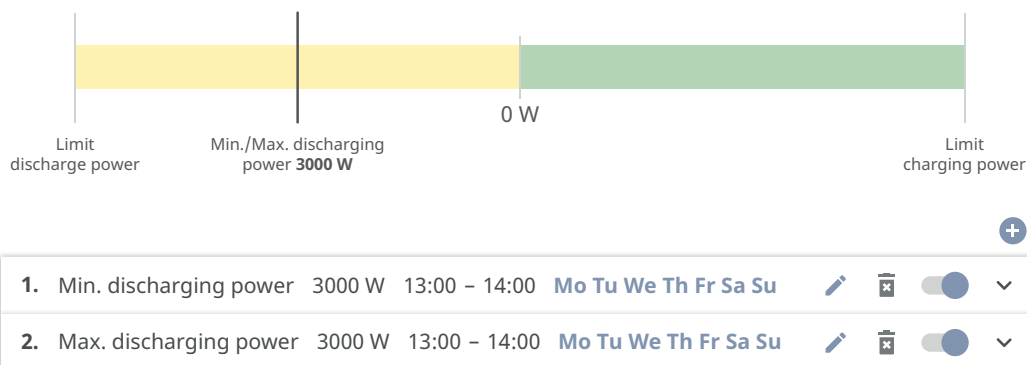 0 W
Limit
discharge power
Min./Max. discharging
power 3000 W
Limit
charging power
1. Min. discharging power 3000 W 13:00 – 14:00 Mo Tu We Th Fr Sa Su
2. Max. discharging power 3000 W 13:00 – 14:00 Mo Tu We Th Fr Sa Su